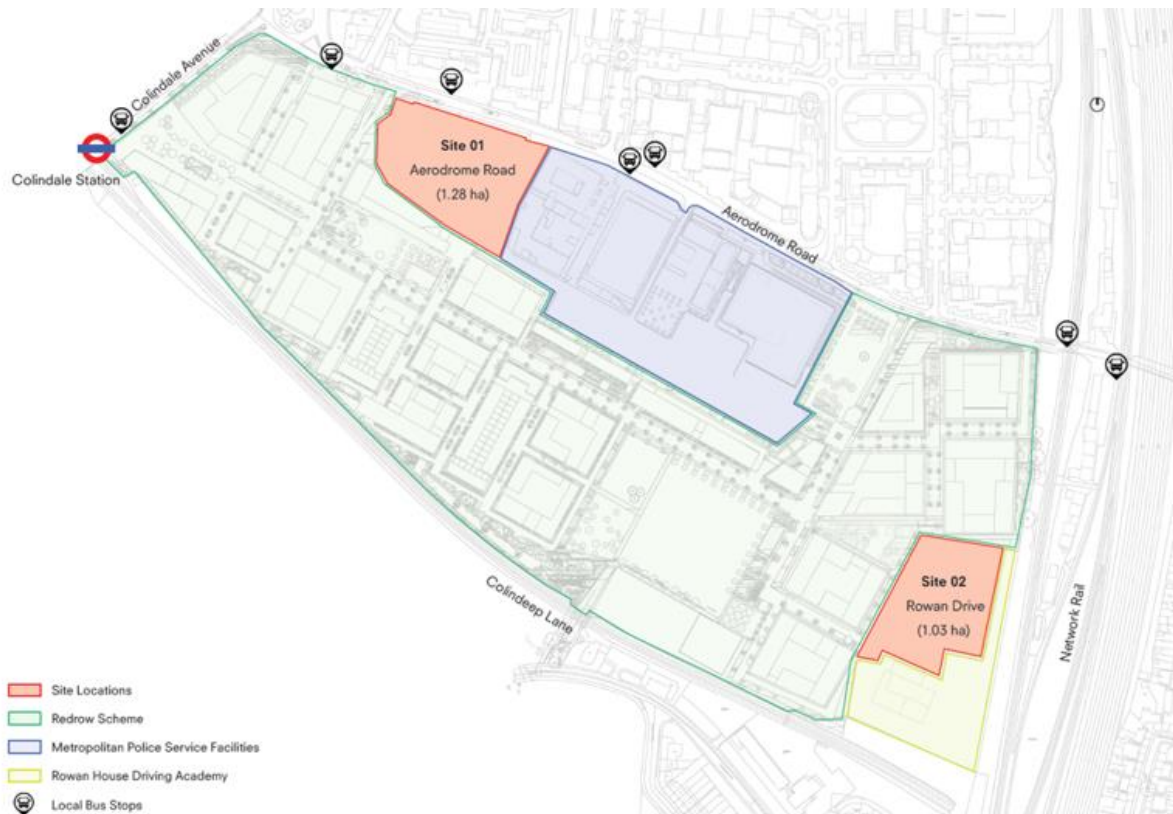 Colindale Avenue
Colindale Station
Site 01
Aerodrome Road
(1.28 ha)
Aerodrome Road
Site 02
Rowan Drive
(1.03 ha)
Network Rail
Colindeep Lane
Site Locations
Redrow Scheme
Metropolitan Police Service Facilities
Rowan House Driving Academy
Local Bus Stops